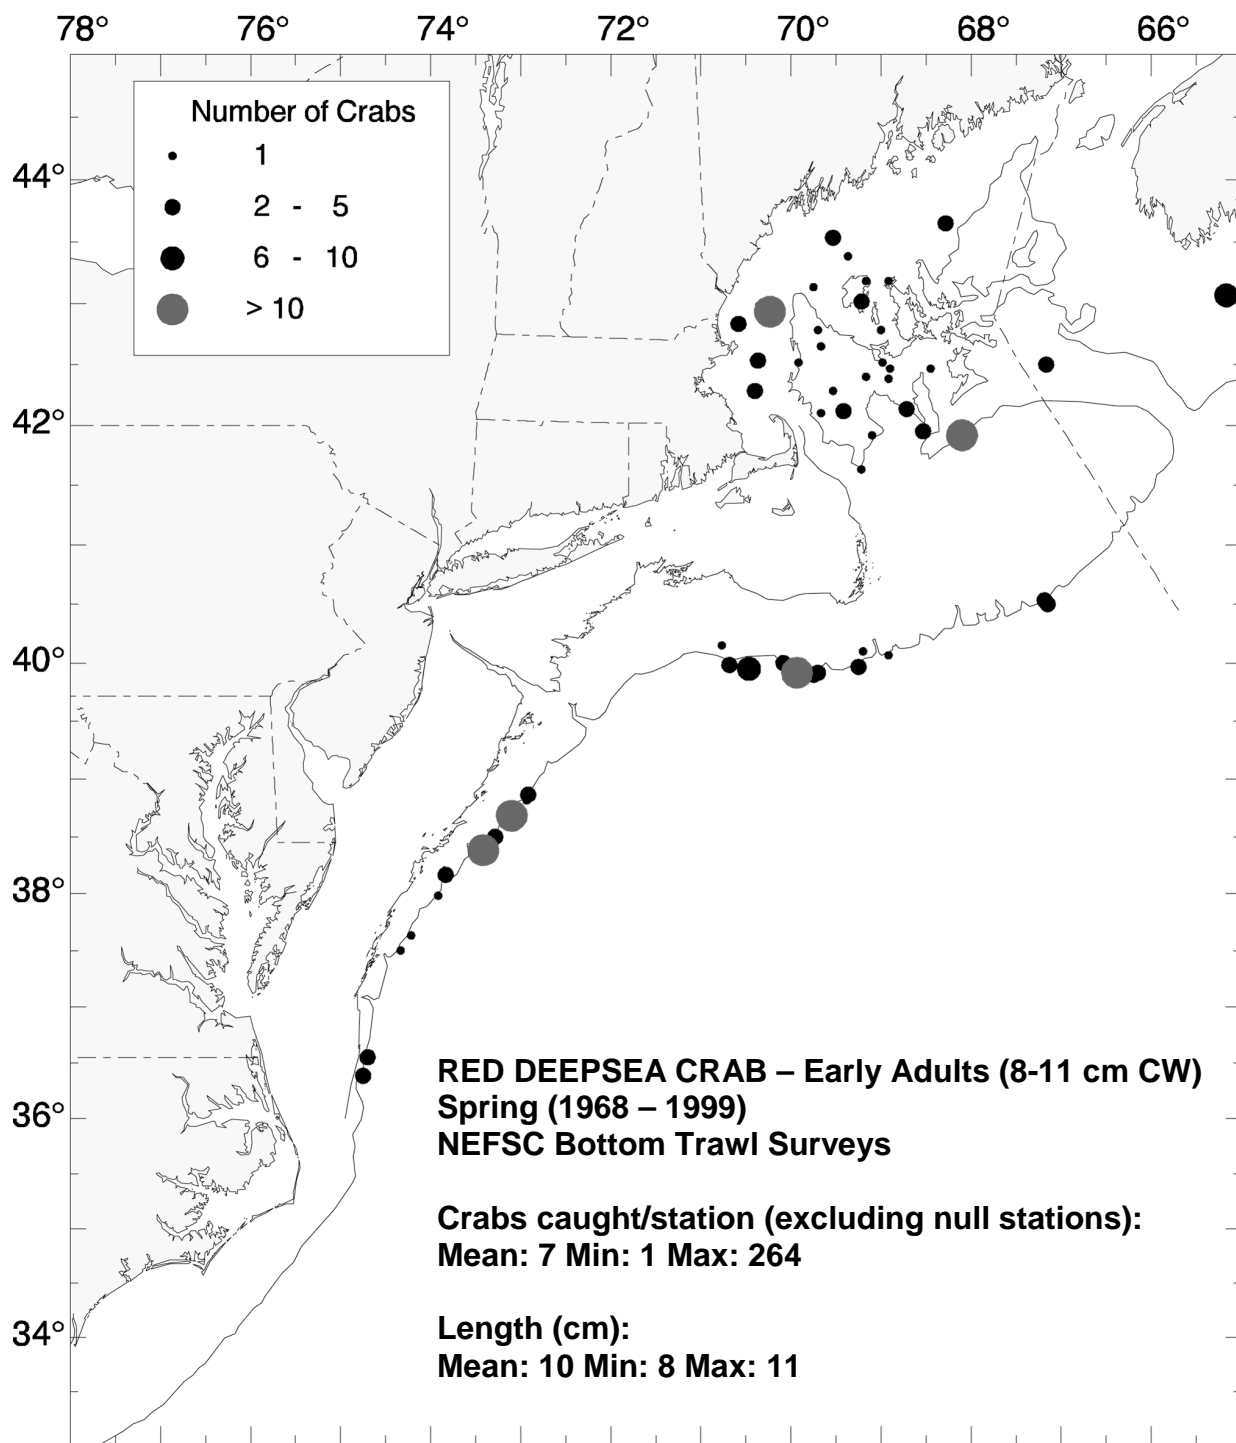 78° 76° 74° 72° 70° 68° 66°
Number of Crabs
1
2 - 5
6 - 10
> 10
44°
42°
40°
38°
36°
34°
RED DEEPSEA CRAB – Early Adults (8-11 cm CW)
Spring (1968 – 1999)
NEFSC Bottom Trawl Surveys
Crabs caught/station (excluding null stations):
Mean: 7 Min: 1 Max: 264
Length (cm):
Mean: 10 Min: 8 Max: 11